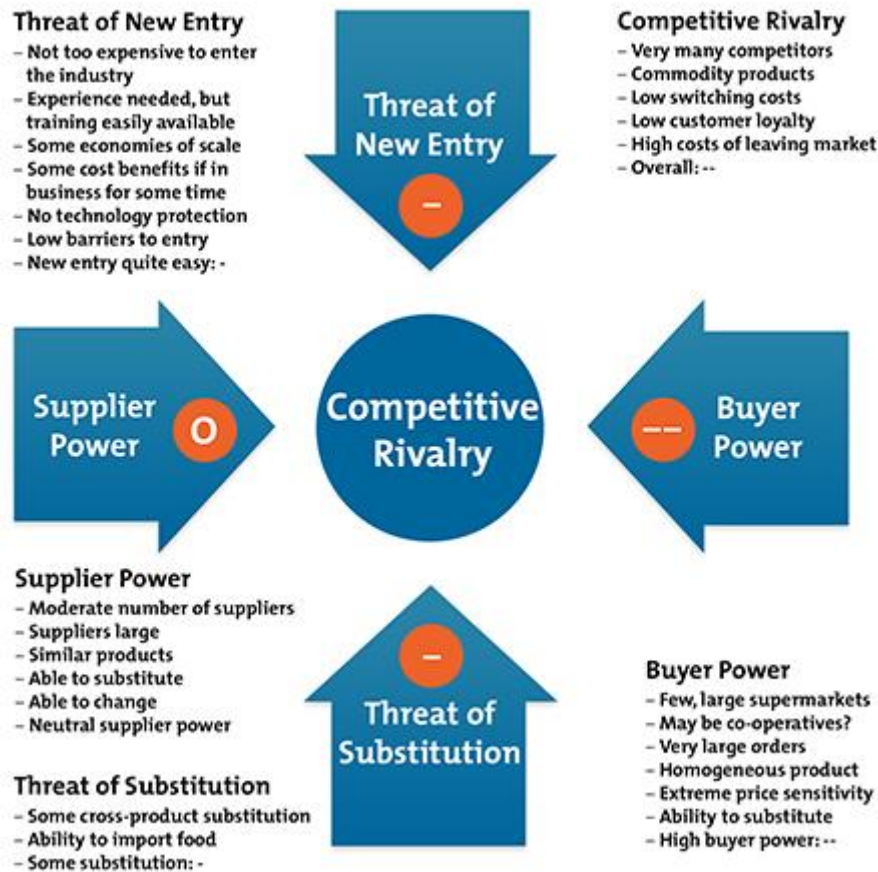 Threat of New Entry
– Not too expensive to enter
the industry
– Experience needed, but
training easily available
– Some economies of scale
– Some cost benefits if in
business for some time
– No technology protection
– Low barriers to entry
– New entry quite easy: -
Threat of
New Entry
–
Competitive Rivalry
– Very many competitors
– Commodity products
– Low switching costs
– Low customer loyalty
– High costs of leaving market
– Overall: --
Supplier
Power
O
Competitive
Rivalry
--
Buyer
Power
Supplier Power
– Moderate number of suppliers
– Suppliers large
– Similar products
– Able to substitute
– Able to change
– Neutral supplier power
Threat of Substitution
– Some cross-product substitution
– Ability to import food
– Some substitution: -
–
Threat of
Substitution
Buyer Power
– Few, large supermarkets
– May be co-operatives?
– Very large orders
– Homogeneous product
– Extreme price sensitivity
– Ability to substitute
– High buyer power: --